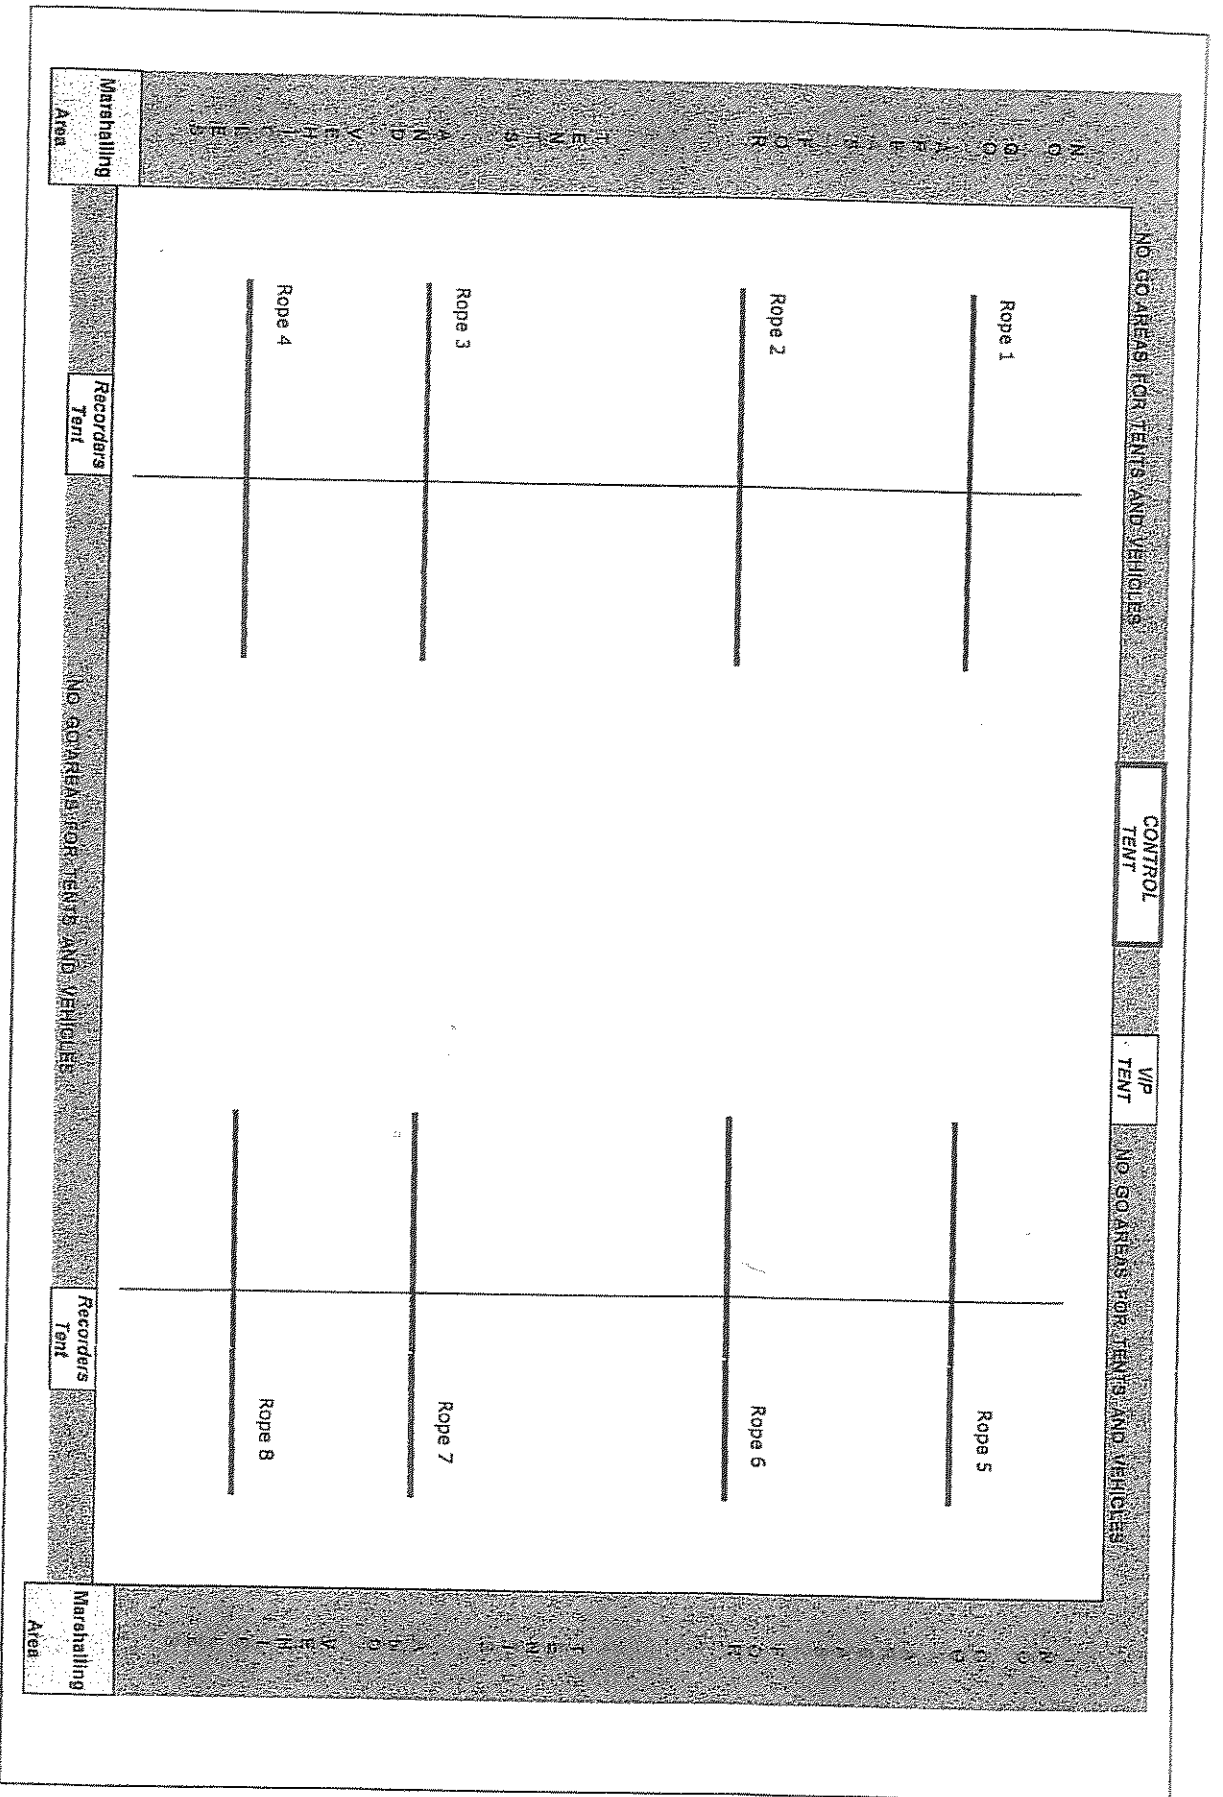 NO GO AREAS FOR TENTS AND VEHICLES
CONTROL
TENT
VIP
TENT
NO GO AREAS FOR TENTS AND VEHICLES
Rope 1
Rope 5
Rope 2
Rope 6
Rope 3
Rope 7
Rope 4
Rope 8
Marshalling
Area
Recorders
Tent
NO GO AREAS FOR TENTS AND VEHICLES
Recorders
Tent
Marshalling
Area